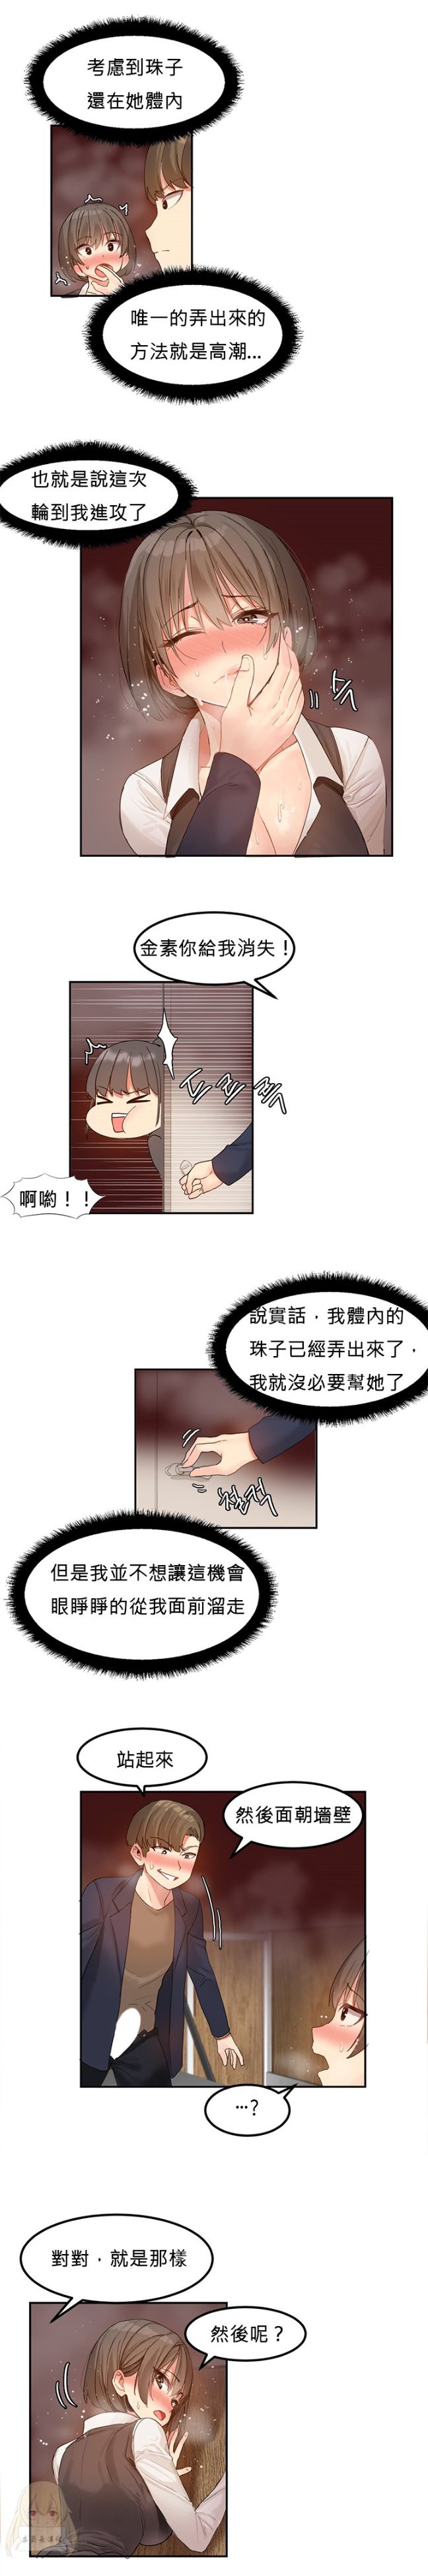 考慮到珠子
還在她體內
唯一的弄出來的
方法就是高潮...
也就是說這次
輪到我進攻了
金素你給我消失！
啊喲！！
說實話，我體內的
珠子已經弄出來了，
我就沒必要幫她了
但是我並不想讓這機會
眼睜睜的從我面前溜走
站起來
然後面朝墻壁
...?
對對，就是那樣
然後呢？